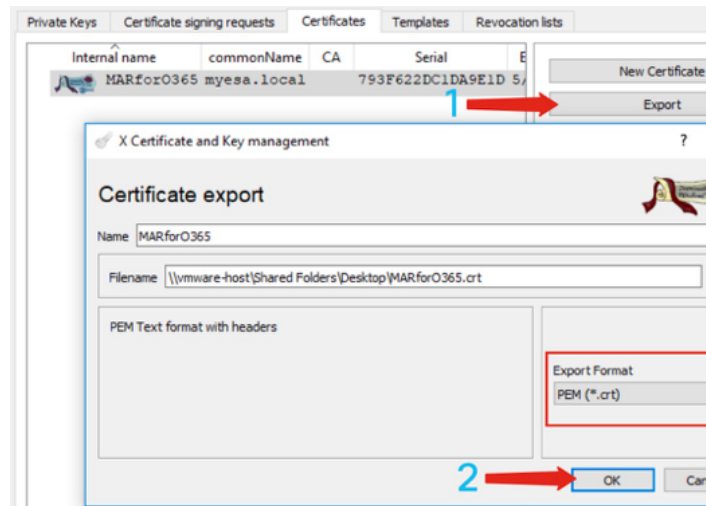 Private Keys Certificate signing requests Certificates Templates Revocation lists
Internal name commonName CA Serial E
MARforO365 myesa.local 793F622DC1DA9E1D 5/
New Certificate
1 Export
X Certificate and Key management ?
Certificate export
Name MARforO365
Filename \\vmware-host\Shared Folders\Desktop\MARforO365.crt
PEM Text format with headers
Export Format
PEM (*.crt)
2 OK Can